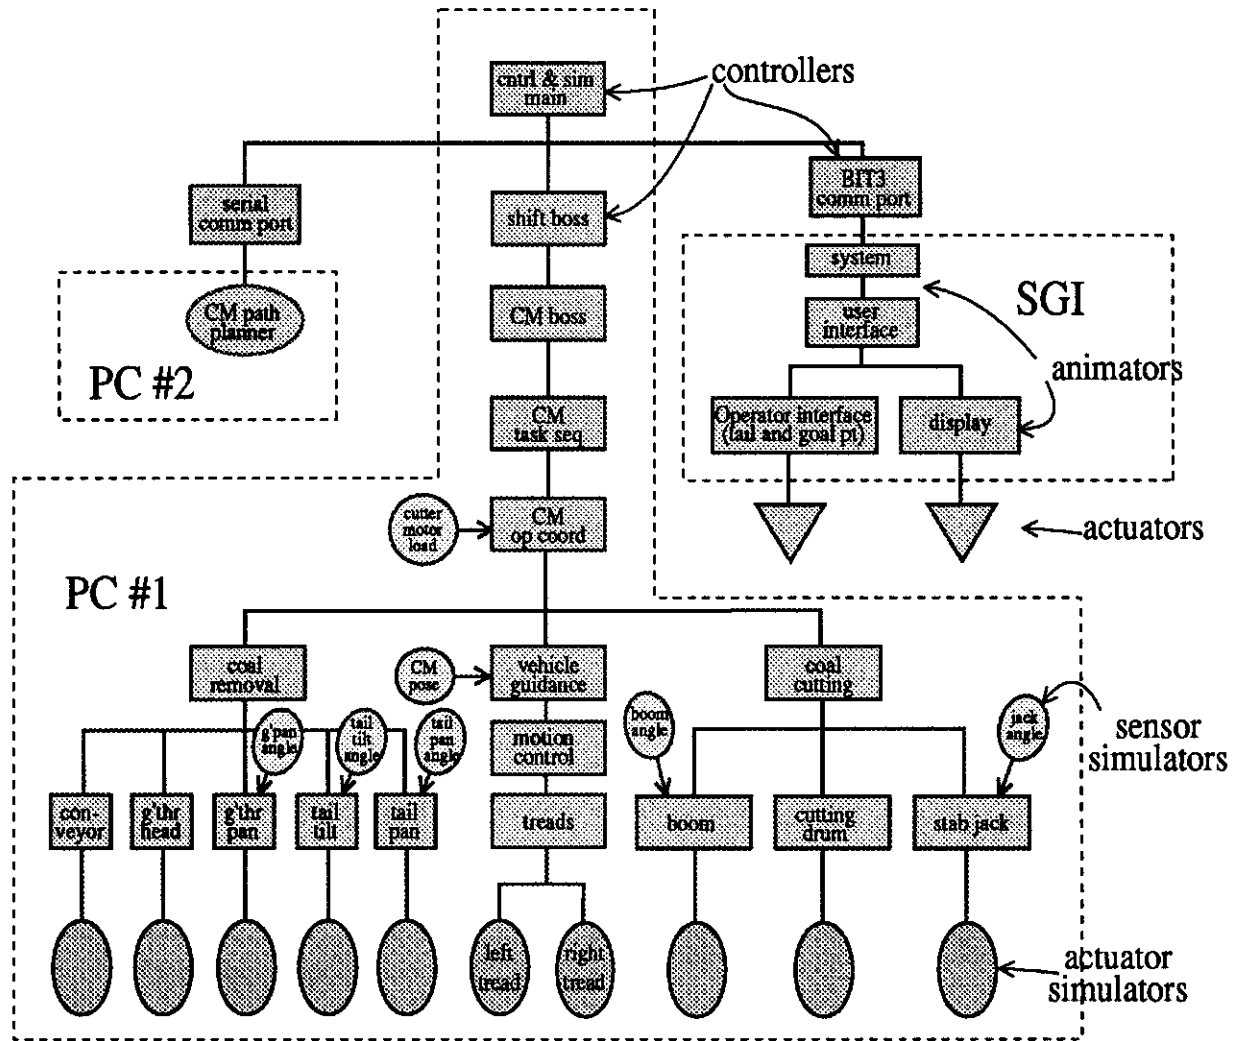 cntrl & sim
main
controllers
serial
comm port
shift boss
BIT3
comm port
system
SGI
CM path
planner
CM boss
user
interface
PC #2
animators
CM
task seq
Operator interface
(fail and goal pt)
display
cutter
motor
load
CM
op coord
actuators
PC #1
coal
removal
CM
pose
vehicle
guidance
coal
cutting
g'pan
angle
tail
tilt
angle
tail
pan
angle
motion
control
boom
angle
jack
angle
sensor
simulators
con-
veyor
g'thr
head
g'thr
pan
tail
tilt
tail
pan
treads
boom
cutting
drum
stab jack
left
tread
right
tread
actuator
simulators